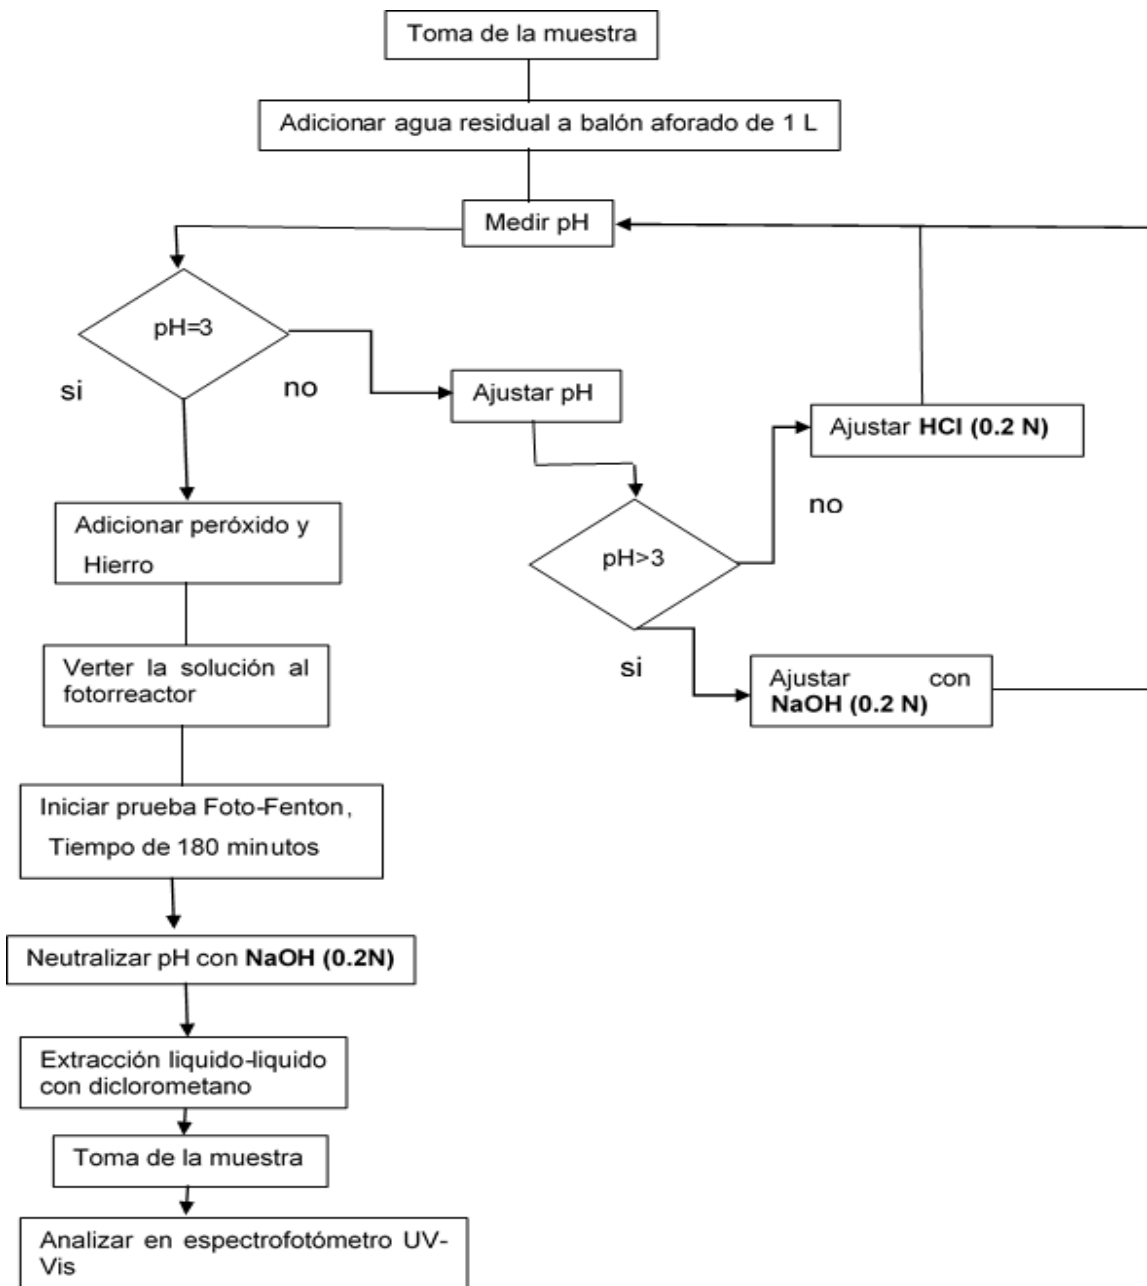 Toma de la muestra
Adicionar agua residual a balón aforado de 1 L
Medir pH
pH=3
si
no
Ajustar pH
Ajustar HCl (0.2 N)
no
pH>3
si
Ajustar con
NaOH (0.2 N)
Adicionar peróxido y
Hierro
Verter la solución al
fotorreactor
Iniciar prueba Foto-Fenton,
Tiempo de 180 minutos
Neutralizar pH con NaOH (0.2N)
Extracción liquido-liquido
con diclorometano
Toma de la muestra
Analizar en espectrofotómetro UV-
Vis